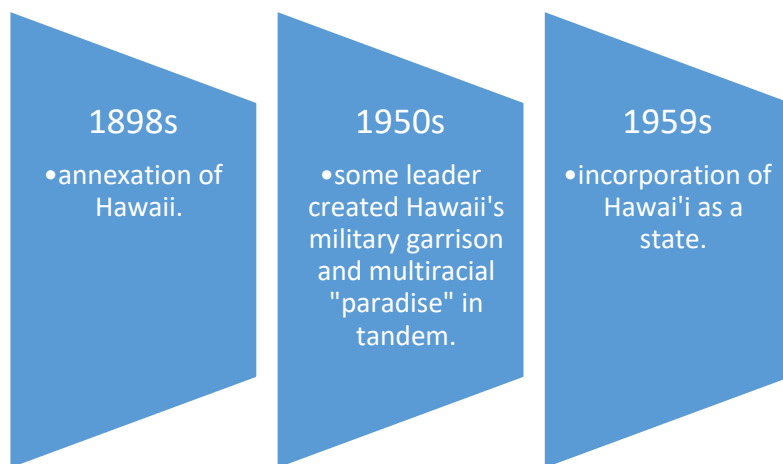 1898s
•annexation of
Hawaii.
1950s
•some leader
created Hawaii's
military garrison
and multiracial
"paradise" in
tandem.
1959s
•incorporation of
Hawai'i as a
state.